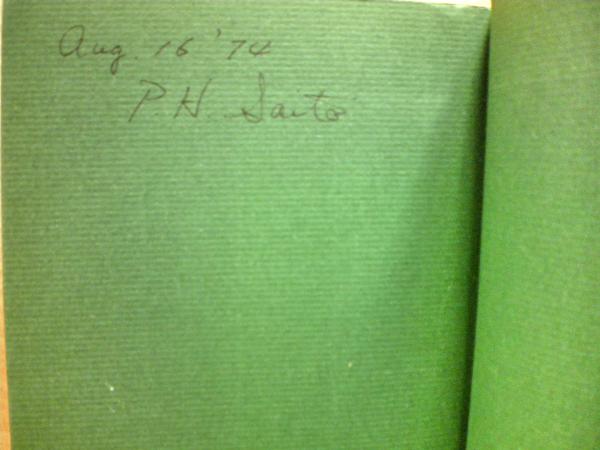 Aug. 16 '74
P. H. Saito